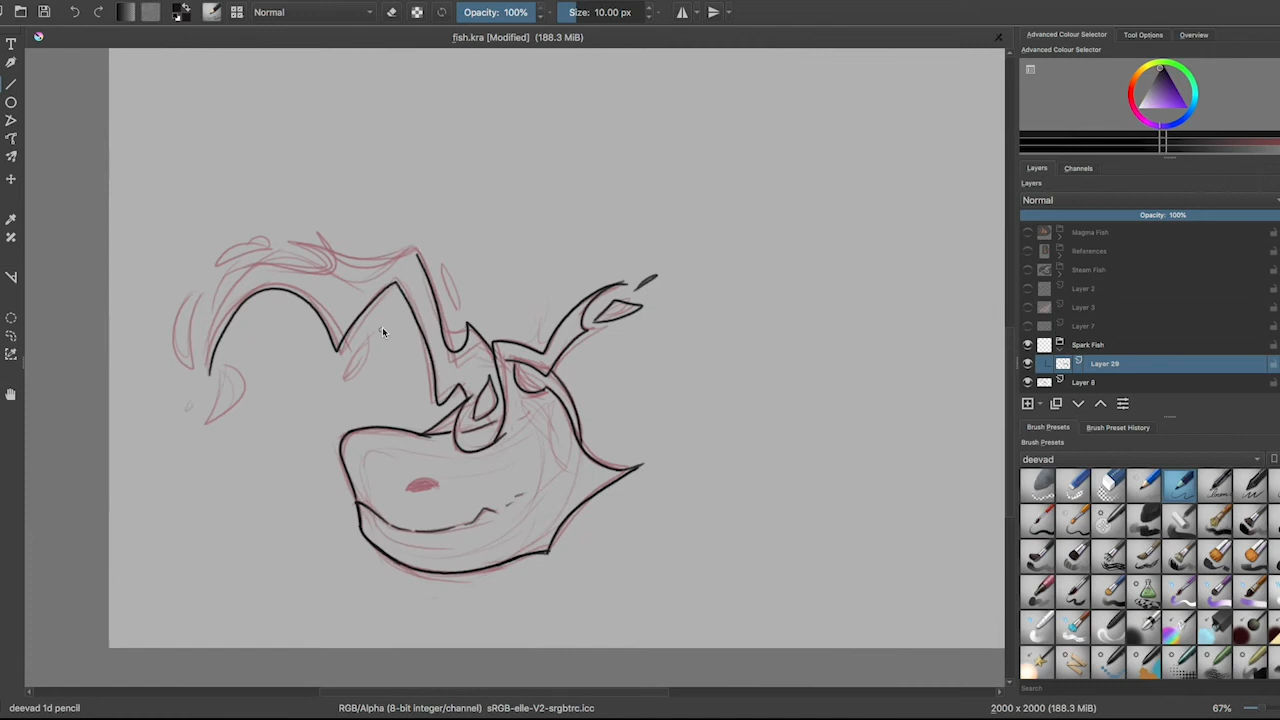 Normal
Opacity: 100%
Size: 10.00 px
fish.kra [Modified] (188.3 MiB)
Advanced Colour Selector
Tool Options
Overview
Advanced Colour Selector
Layers
Channels
Layers
Normal
Opacity: 100%
Magma Fish
References
Steam Fish
Layer 2
Layer 3
Layer 7
Spark Fish
Layer 29
Layer 8
Brush Presets
Brush Preset History
Brush Presets
deevad
Search
deevad 1d pencil
RGB/Alpha (8-bit integer/channel) sRGB-elle-V2-srgbtrc.icc
2000 x 2000 (188.3 MiB)
67%